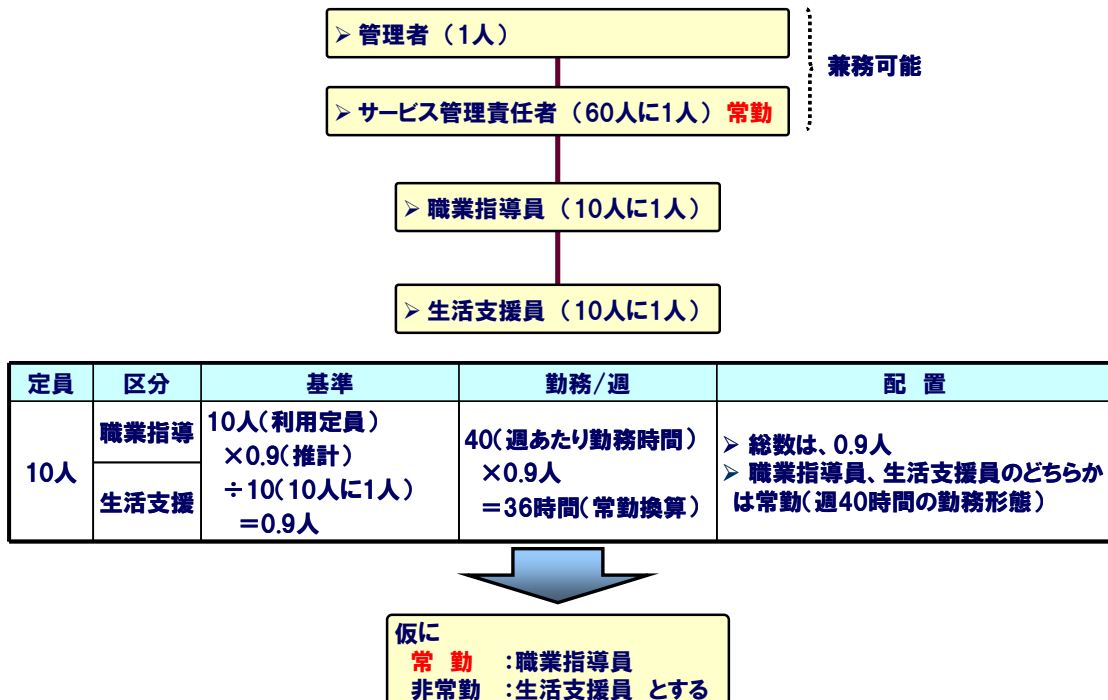 ➢ 管理者（1人）
兼務可能
➢ サービス管理責任者（60人に1人） 常勤
➢ 職業指導員（10人に1人）
➢ 生活支援員（10人に1人）
定員 区分 基準 勤務/週 配 置
10人
職業指導
生活支援
10人(利用定員)
×0.9(推計)
÷10(10人に1人)
＝0.9人
40(週あたり勤務時間)
×0.9人
＝36時間(常勤換算)
➢ 総数は、0.9人
➢ 職業指導員、生活支援員のどちらか
は常勤(週40時間の勤務形態)
仮に
常 勤 ：職業指導員
非常勤 ：生活支援員 とする